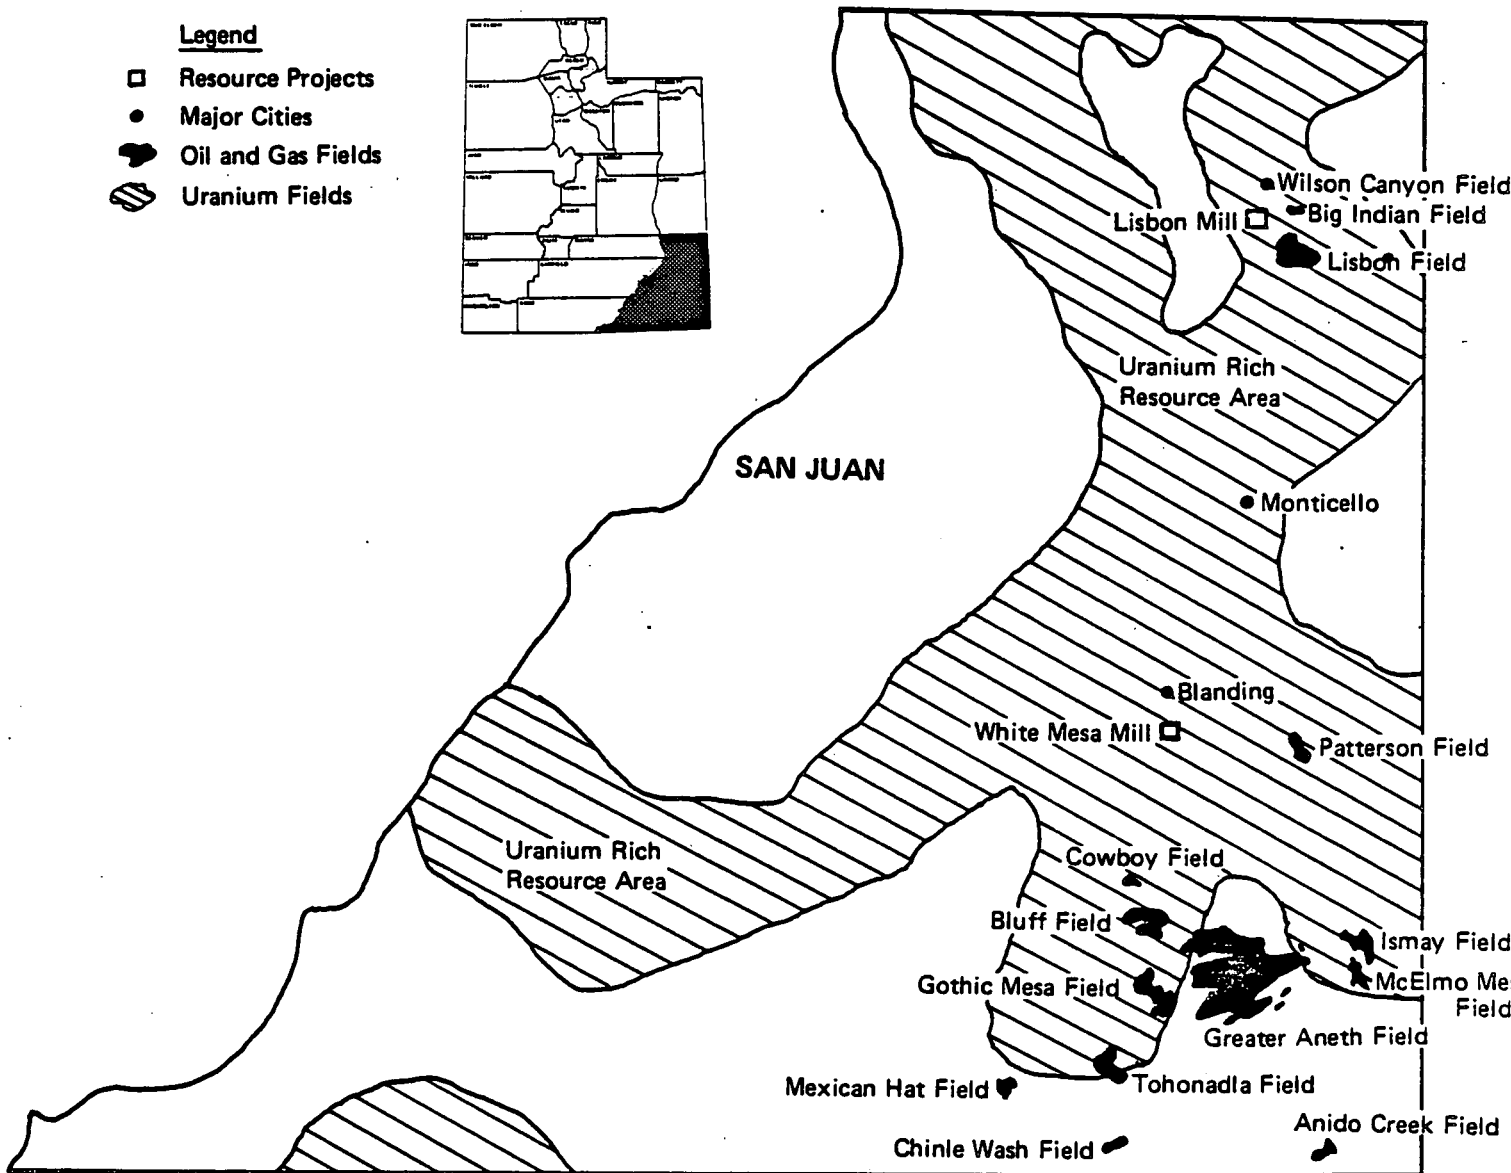 Legend
Resource Projects
Major Cities
Oil and Gas Fields
Uranium Fields
Wilson Canyon Field
Big Indian Field
Lisbon Mill
Lisbon Field
Uranium Rich
Resource Area
SAN JUAN
Monticello
Blanding
White Mesa Mill
Patterson Field
Uranium Rich
Resource Area
Cowboy Field
Bluff Field
Ismay Field
Gothic Mesa Field
McElmo Me
Field
Greater Aneth Field
Mexican Hat Field
Tohonadla Field
Anido Creek Field
Chinle Wash Field